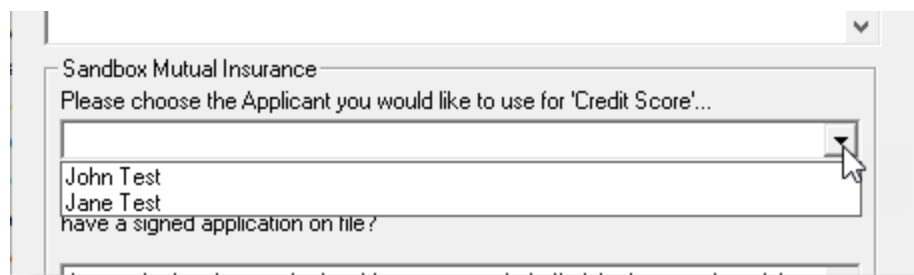 Sandbox Mutual Insurance
Please choose the Applicant you would like to use for 'Credit Score'...
John Test
Jane Test
have a signed application on file?